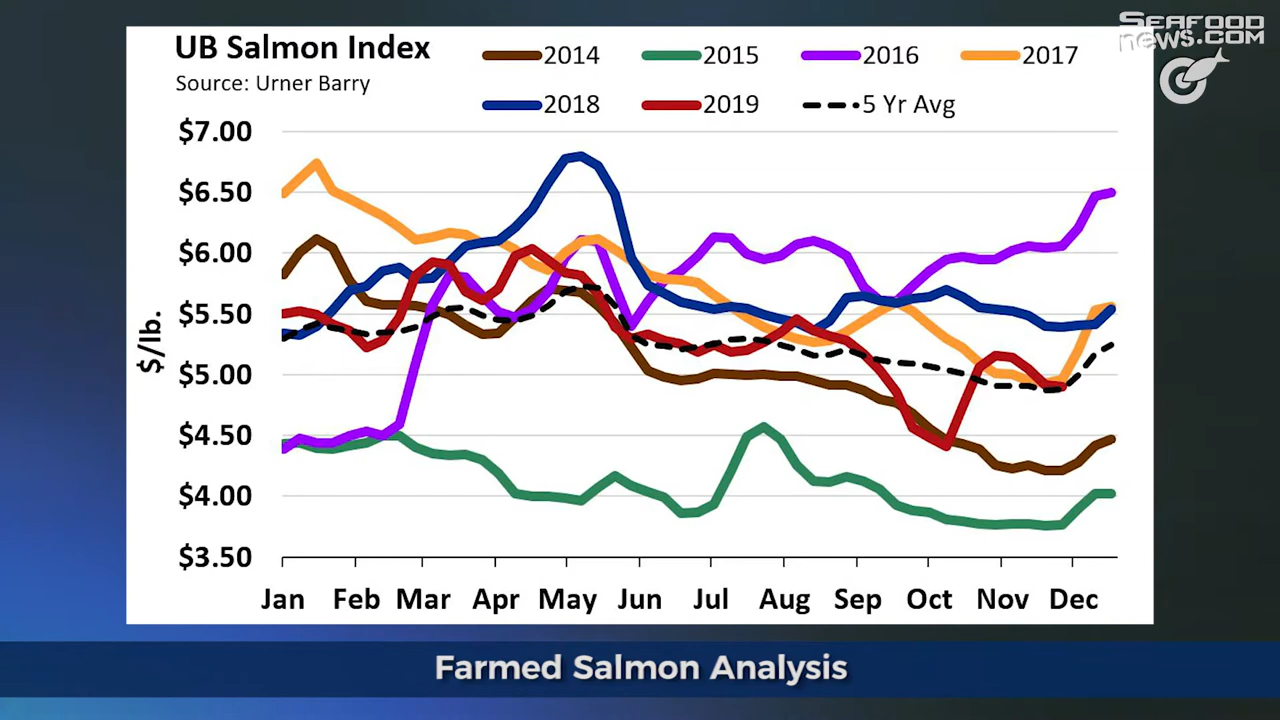 SEAFOOD
news.COM
UB Salmon Index
Source: Urner Barry
2014 2015 2016 2017
2018 2019 5 Yr Avg
$/lb.
$7.00
$6.50
$6.00
$5.50
$5.00
$4.50
$4.00
$3.50
Jan Feb Mar Apr May Jun Jul Aug Sep Oct Nov Dec
Farmed Salmon Analysis